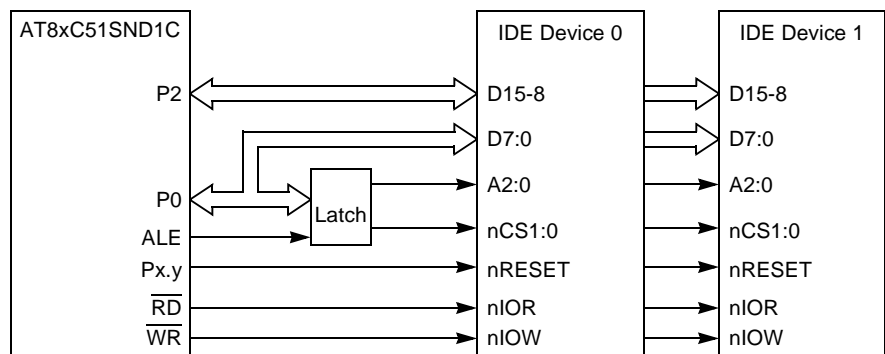 AT8xC51SND1C
P2
P0
ALE
Px.y
RD
WR
Latch
IDE Device 0
D15-8
D7:0
A2:0
nCS1:0
nRESET
nIOR
nIOW
IDE Device 1
D15-8
D7:0
A2:0
nCS1:0
nRESET
nIOR
nIOW